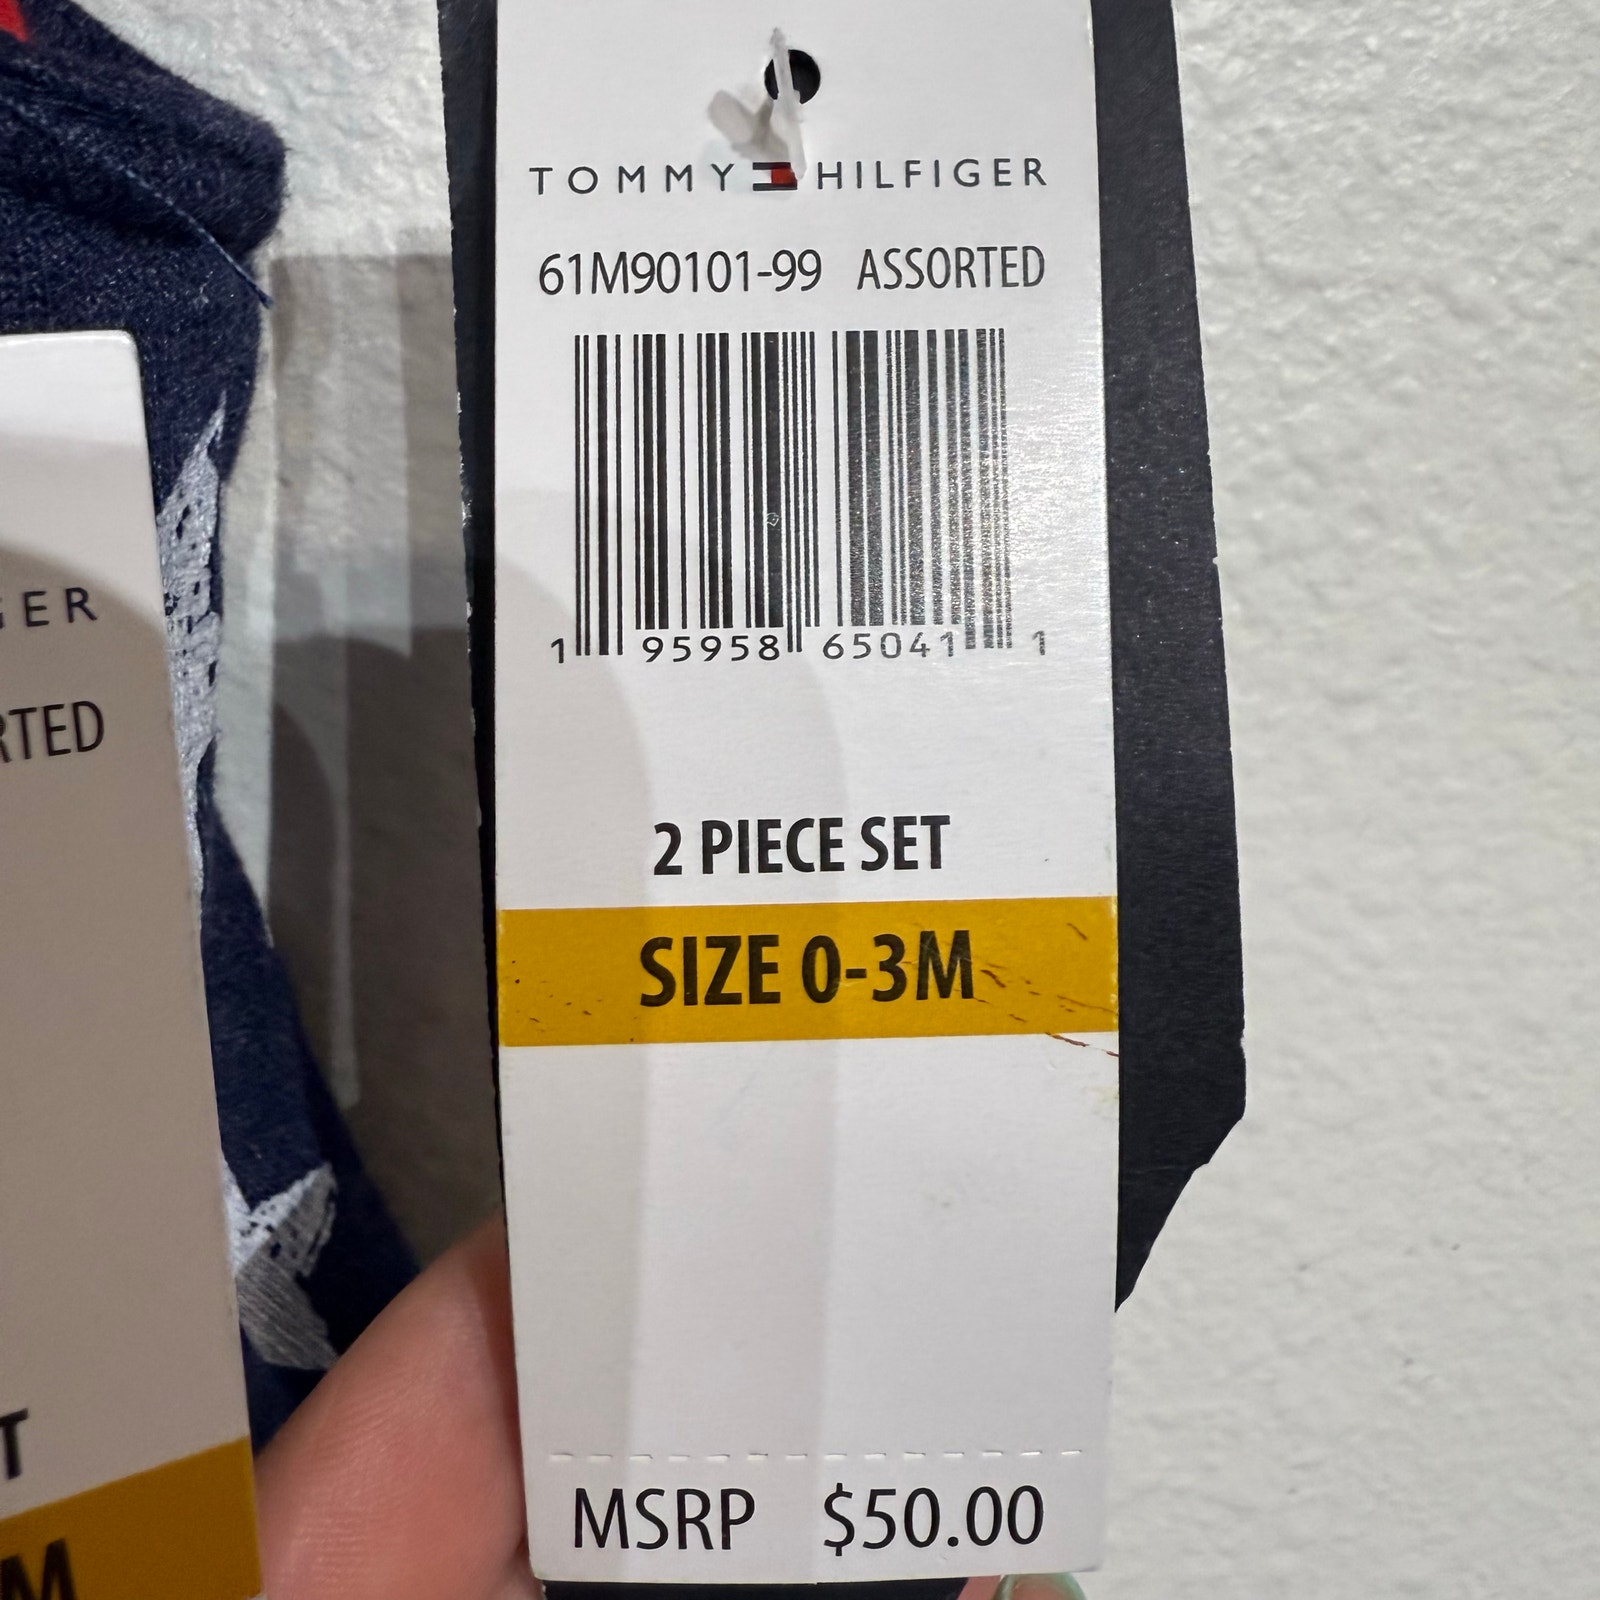 TOMMY HILFIGER
61M90101-99 ASSORTED
1 95958 65041 1
2 PIECE SET
SIZE 0-3M
MSRP $50.00
GER
RTED
T
M